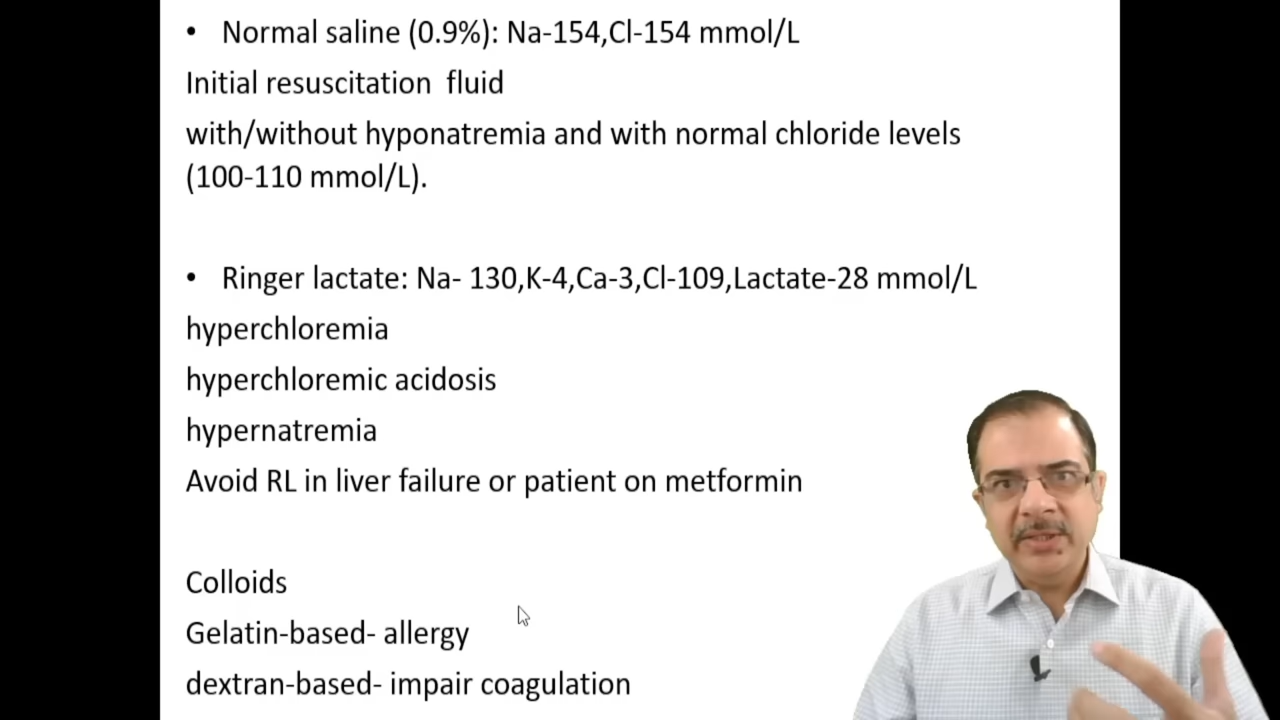 • Normal saline (0.9%): Na-154,Cl-154 mmol/L
Initial resuscitation fluid
with/without hyponatremia and with normal chloride levels
(100-110 mmol/L).
• Ringer lactate: Na- 130,K-4,Ca-3,Cl-109,Lactate-28 mmol/L
hyperchloremia
hyperchloremic acidosis
hypernatremia
Avoid RL in liver failure or patient on metformin
Colloids
Gelatin-based- allergy
dextran-based- impair coagulation